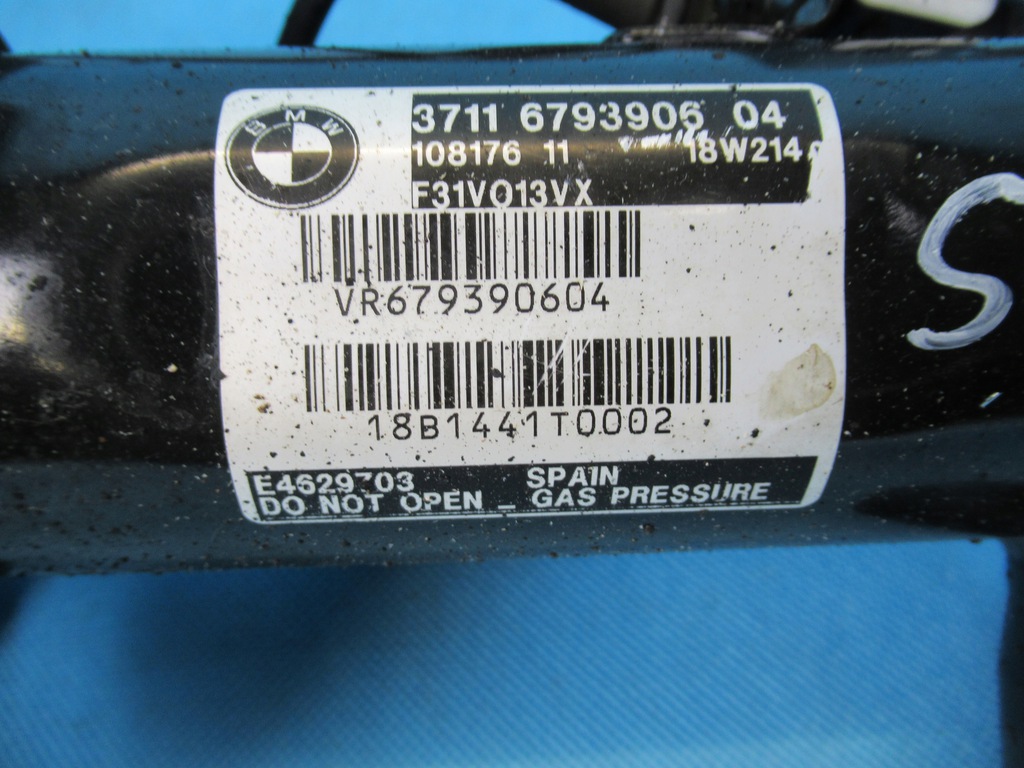 BMW
3711 6793906 04
108176 11 18W214
F31VO13VX
VR679390604
18B1441T0002
E4629703 SPAIN
DO NOT OPEN _ GAS PRESSURE
S